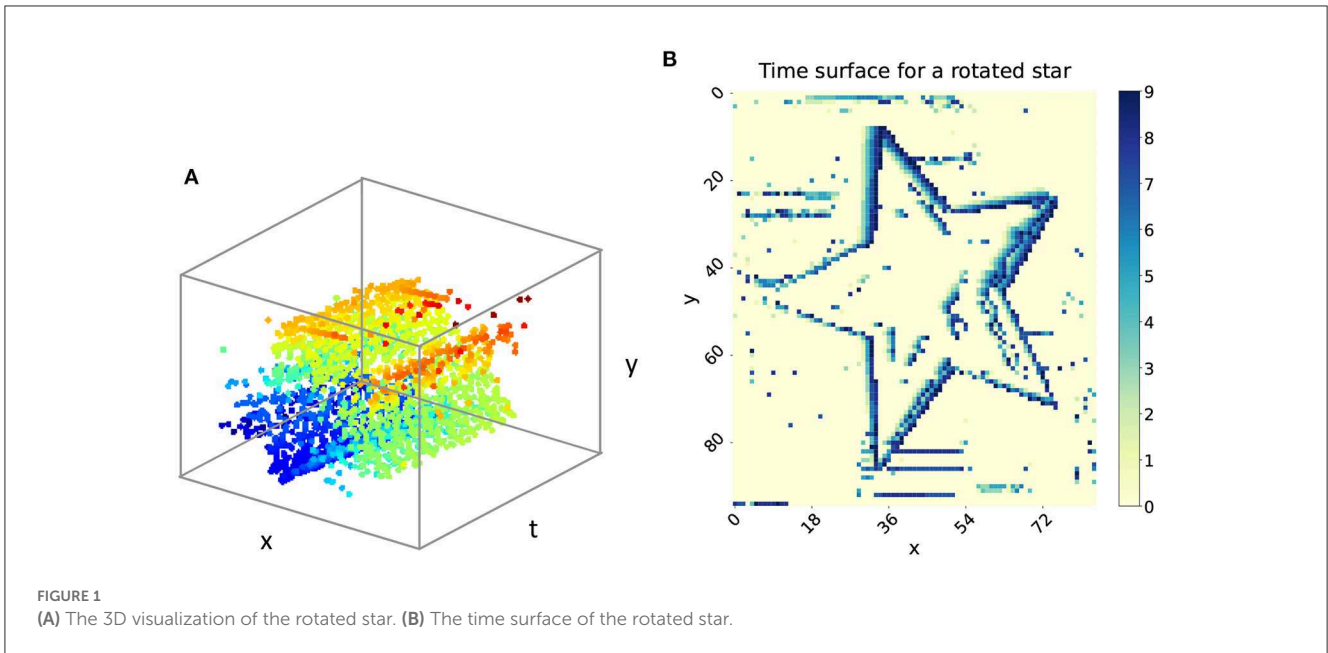 A
x
t
y
B
Time surface for a rotated star
0
20
40
60
80
y
0
18
36
54
72
x
9
8
7
6
5
4
3
2
1
0
FIGURE 1
(A) The 3D visualization of the rotated star. (B) The time surface of the rotated star.